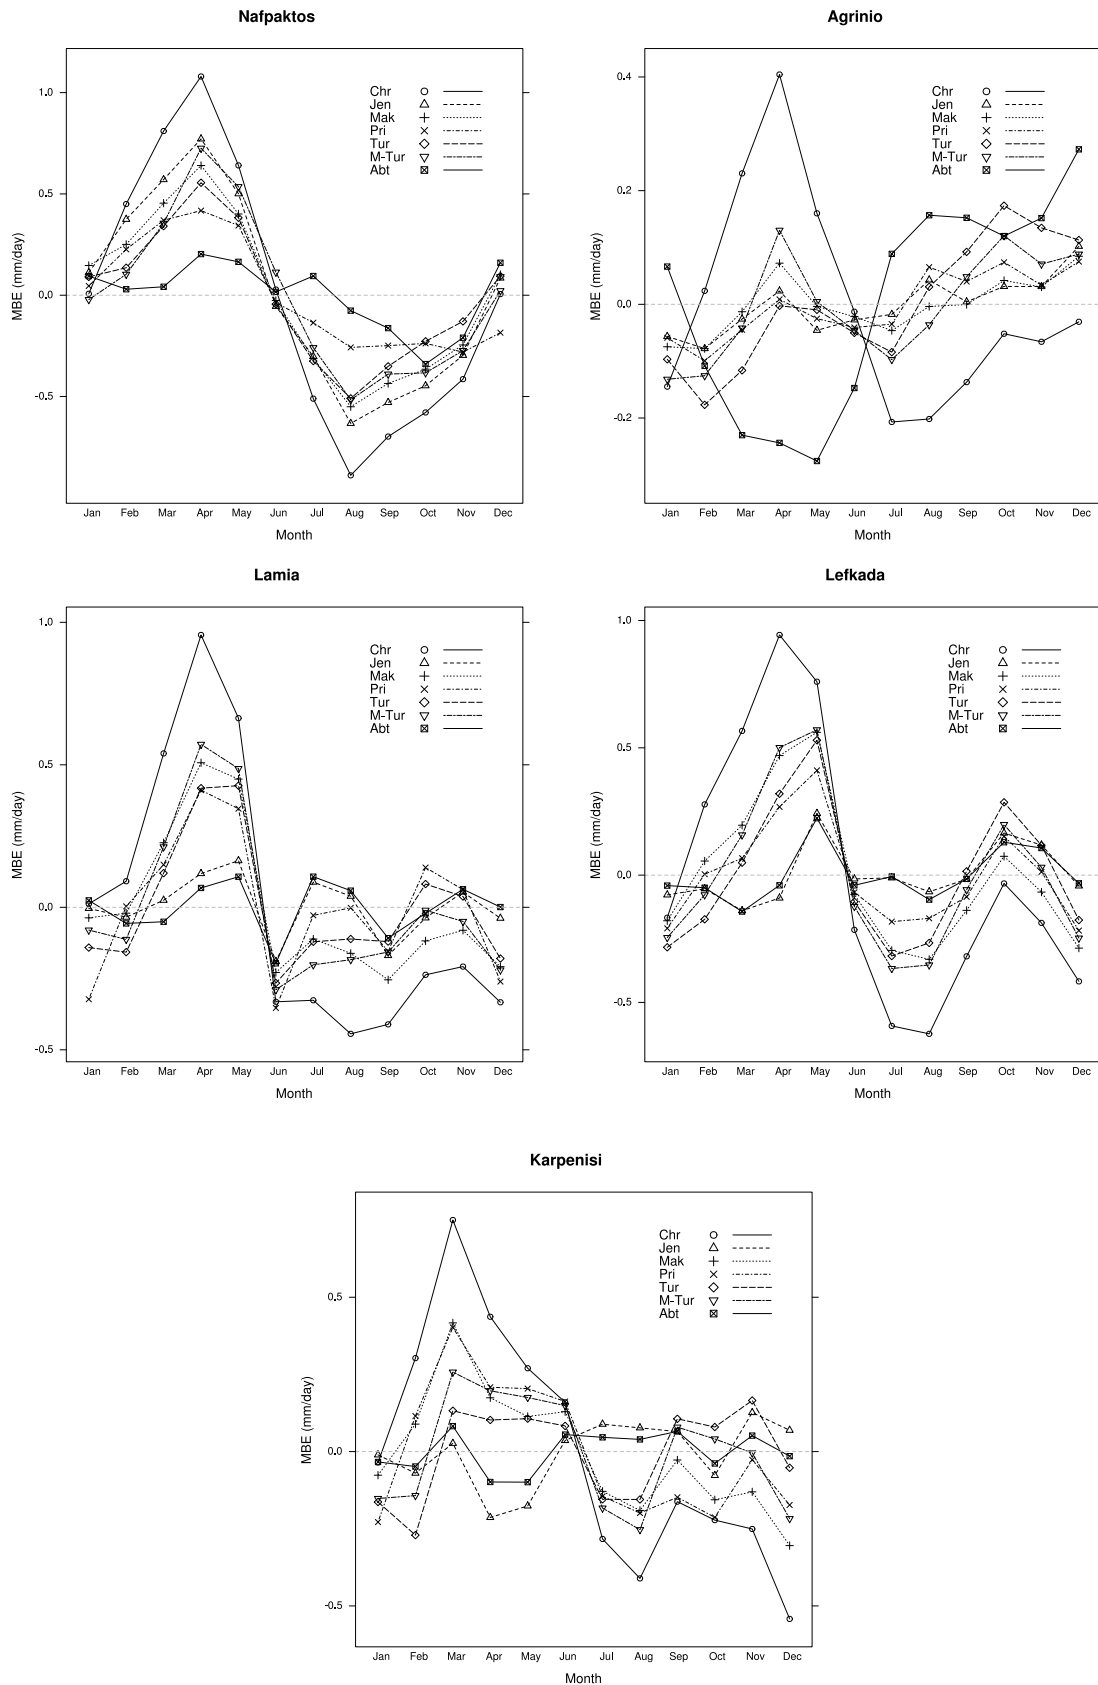 Nafpaktos
MBE (mm/day)
1.0
0.5
0.0
-0.5
Chr
Jen
Mak
Pri
Tur
M-Tur
Abt
Jan Feb Mar Apr May Jun Jul Aug Sep Oct Nov Dec
Month
Agrinio
MBE (mm/day)
0.4
0.2
0.0
-0.2
Chr
Jen
Mak
Pri
Tur
M-Tur
Abt
Jan Feb Mar Apr May Jun Jul Aug Sep Oct Nov Dec
Month
Lamia
MBE (mm/day)
1.0
0.5
0.0
-0.5
Chr
Jen
Mak
Pri
Tur
M-Tur
Abt
Jan Feb Mar Apr May Jun Jul Aug Sep Oct Nov Dec
Month
Lefkada
MBE (mm/day)
1.0
0.5
0.0
-0.5
Chr
Jen
Mak
Pri
Tur
M-Tur
Abt
Jan Feb Mar Apr May Jun Jul Aug Sep Oct Nov Dec
Month
Karpenisi
MBE (mm/day)
0.5
0.0
-0.5
Chr
Jen
Mak
Pri
Tur
M-Tur
Abt
Jan Feb Mar Apr May Jun Jul Aug Sep Oct Nov Dec
Month